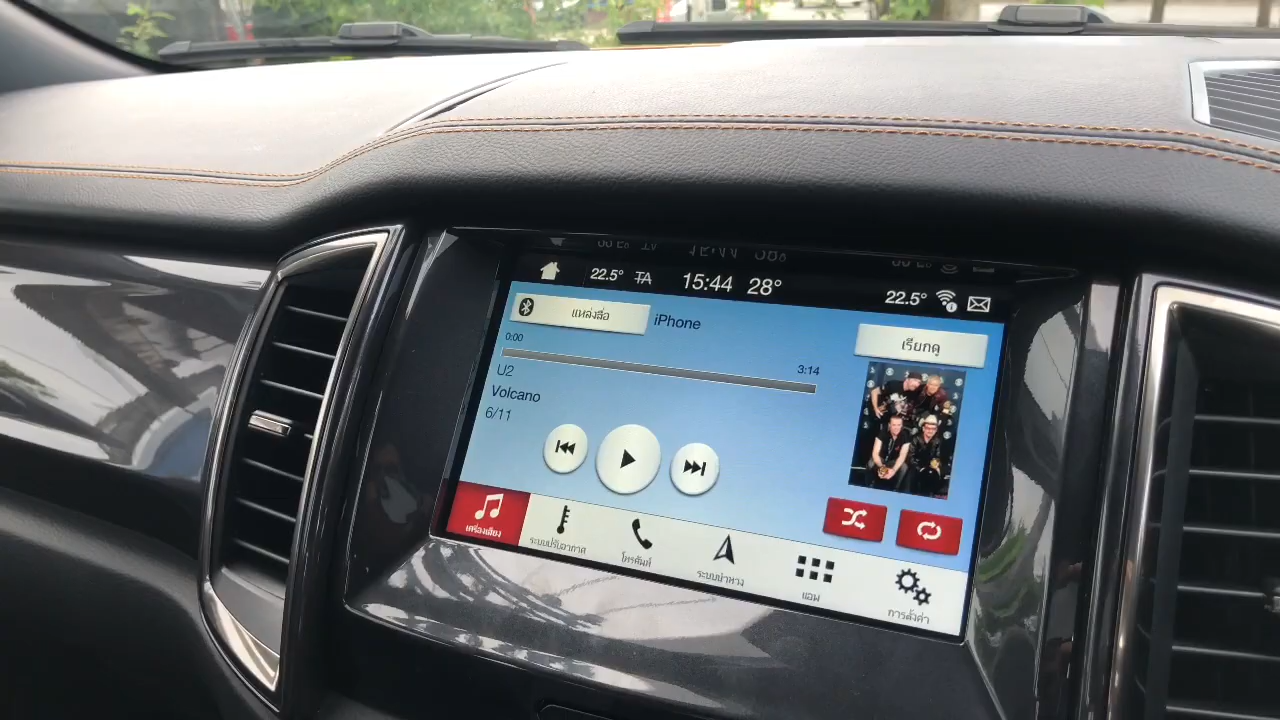 22.5° TA 15:44 28° 22.5°
แหล่งสื่อ iPhone
เรียกดู
0:00
3:14
U2
Volcano
6/11
เครื่องเสียง ระบบปรับอากาศ โทรศัพท์ ระบบนำทาง แอพ การตั้งค่า